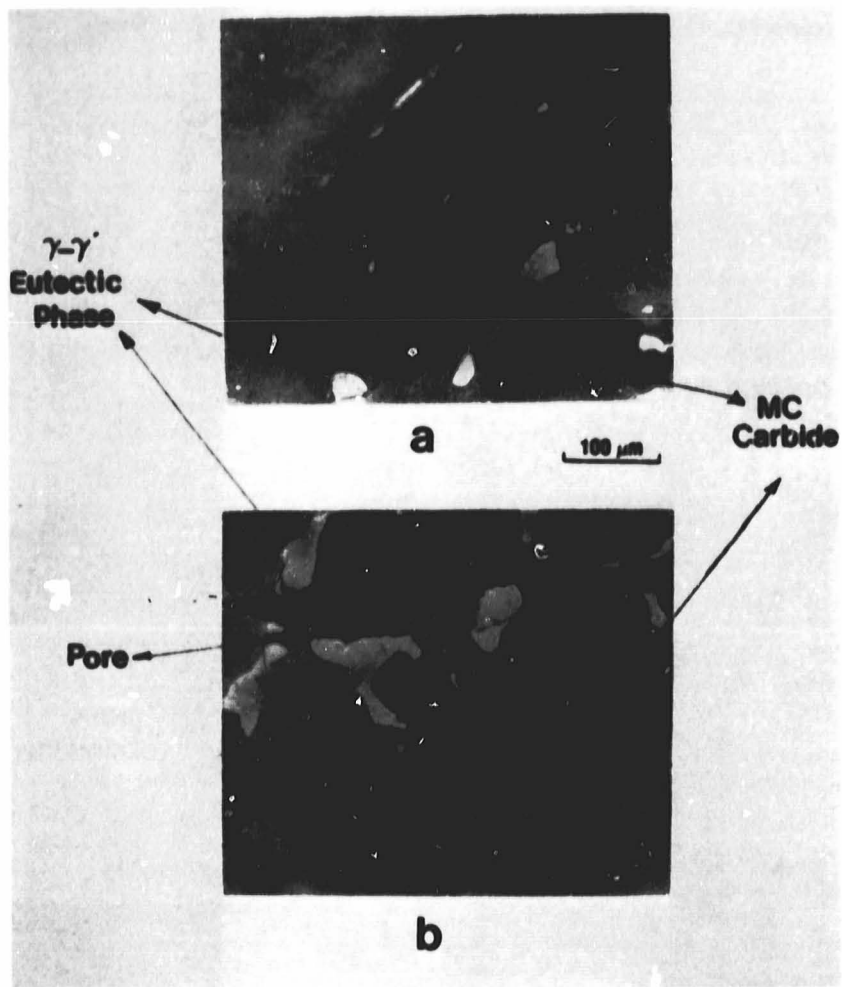 γ-γ'
Eutectic
Phase
a
100 μm
MC
Carbide
Pore
b